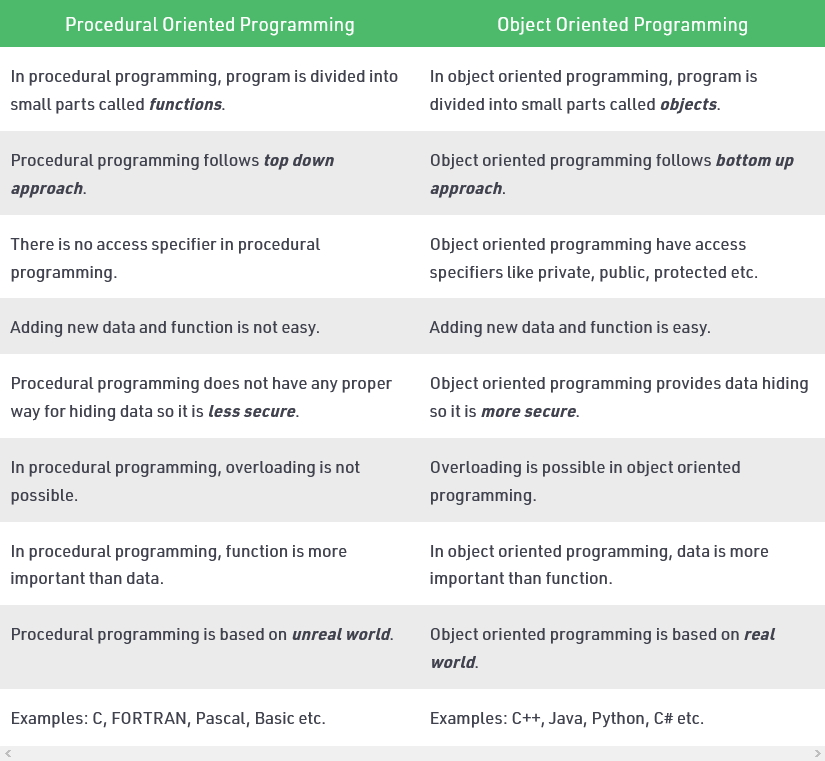 Procedural Oriented Programming
Object Oriented Programming
In procedural programming, program is divided into
small parts called functions.
In object oriented programming, program is
divided into small parts called objects.
Procedural programming follows top down
approach.
Object oriented programming follows bottom up
approach.
There is no access specifier in procedural
programming.
Object oriented programming have access
specifiers like private, public, protected etc.
Adding new data and function is not easy.
Adding new data and function is easy.
Procedural programming does not have any proper
way for hiding data so it is less secure.
Object oriented programming provides data hiding
so it is more secure.
In procedural programming, overloading is not
possible.
Overloading is possible in object oriented
programming.
In procedural programming, function is more
important than data.
In object oriented programming, data is more
important than function.
Procedural programming is based on unreal world.
Object oriented programming is based on real
world.
Examples: C, FORTRAN, Pascal, Basic etc.
Examples: C++, Java, Python, C# etc.